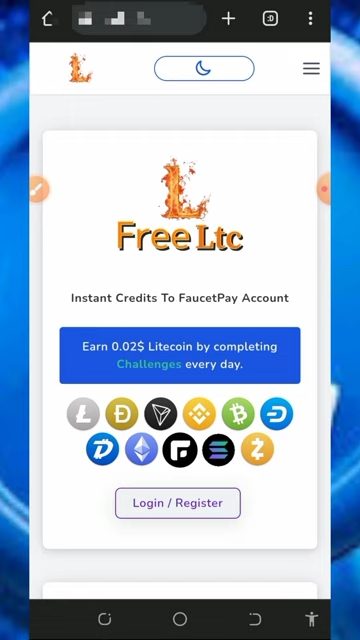 :D
Free Ltc
Instant Credits To FaucetPay Account
Earn 0.02$ Litecoin by completing
Challenges every day.
Login / Register